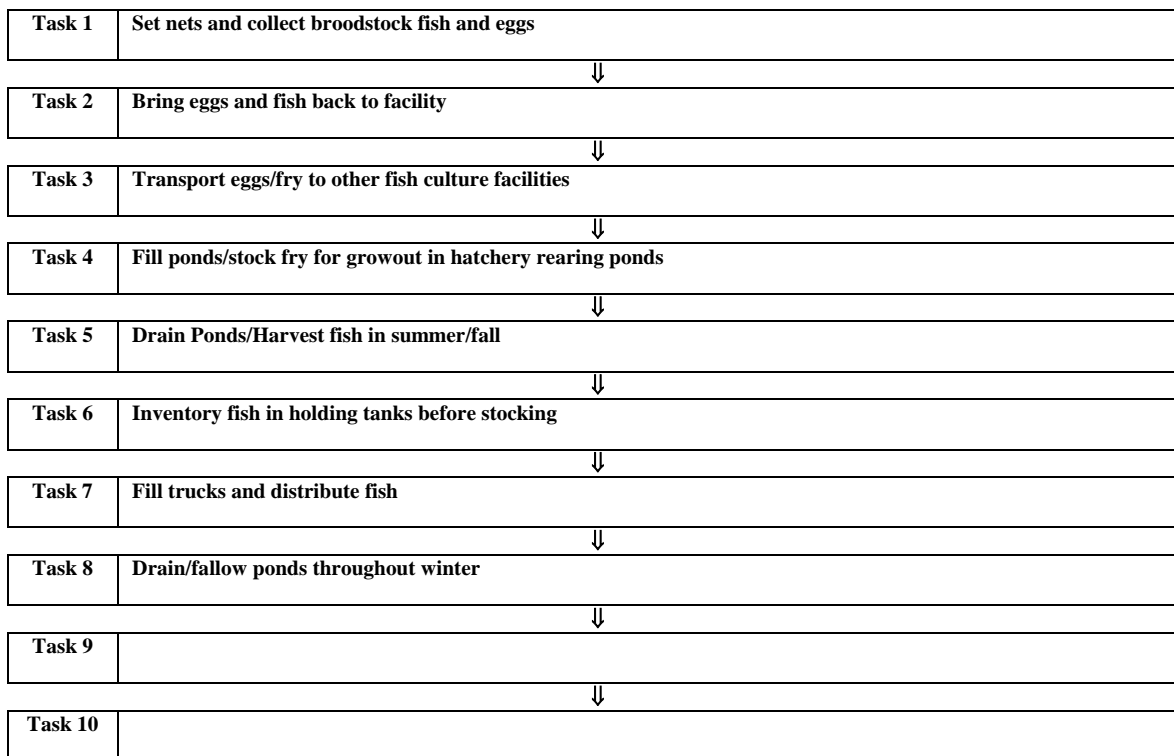 Task 1 Set nets and collect broodstock fish and eggs
⇓
Task 2 Bring eggs and fish back to facility
⇓
Task 3 Transport eggs/fry to other fish culture facilities
⇓
Task 4 Fill ponds/stock fry for growout in hatchery rearing ponds
⇓
Task 5 Drain Ponds/Harvest fish in summer/fall
⇓
Task 6 Inventory fish in holding tanks before stocking
⇓
Task 7 Fill trucks and distribute fish
⇓
Task 8 Drain/fallow ponds throughout winter
⇓
Task 9
⇓
Task 10